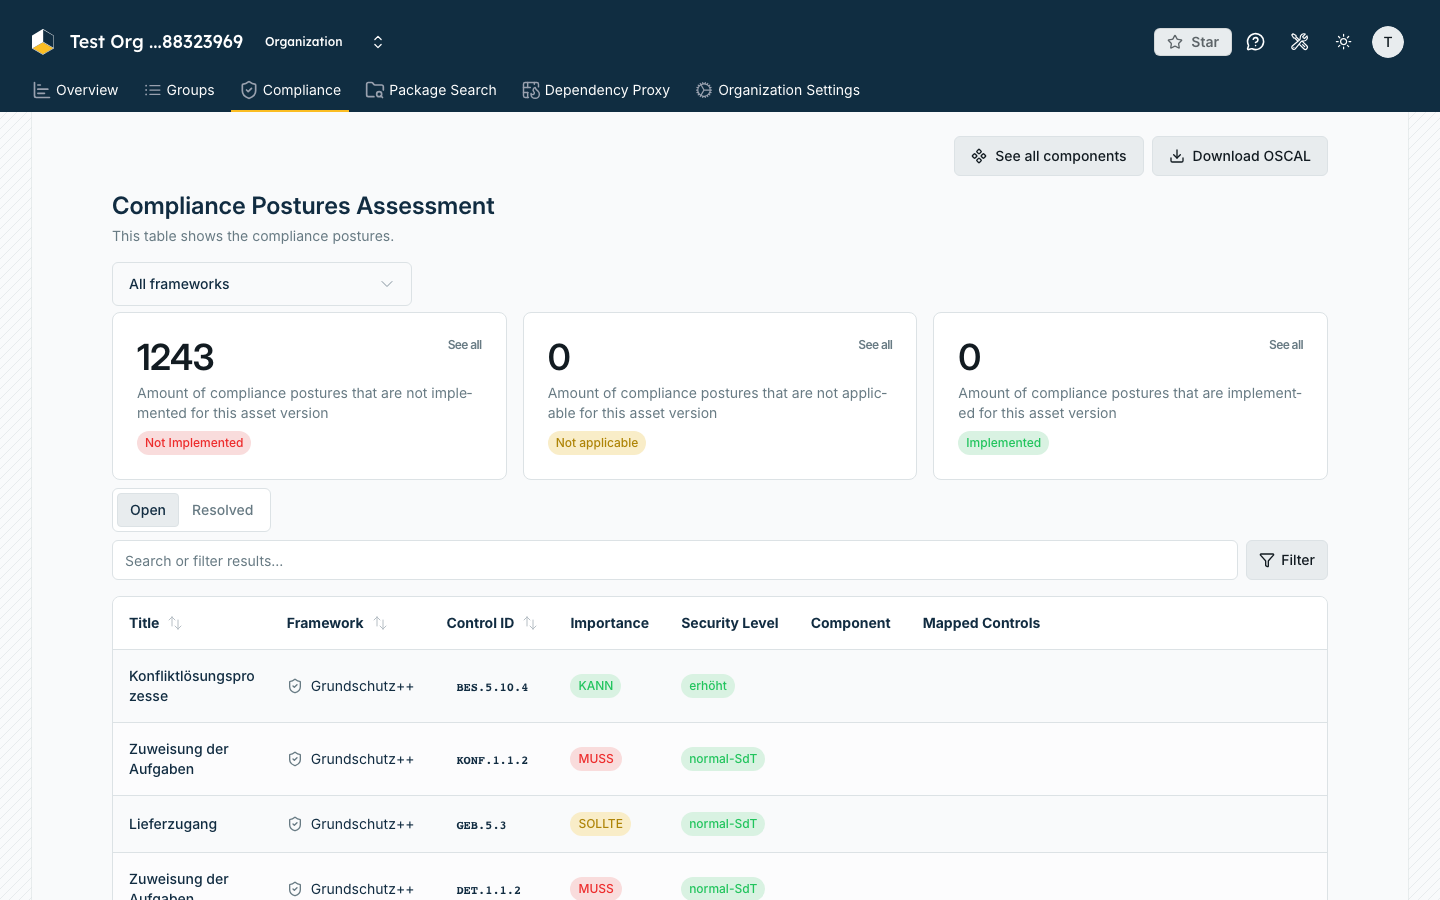 Test Org ...88323969
Organization
Star
T
Overview
Groups
Compliance
Package Search
Dependency Proxy
Organization Settings
See all components
Download OSCAL
Compliance Postures Assessment
This table shows the compliance postures.
All frameworks
1243
See all
Amount of compliance postures that are not imple-
mented for this asset version
Not Implemented
0
See all
Amount of compliance postures that are not applic-
able for this asset version
Not applicable
0
See all
Amount of compliance postures that are implement-
ed for this asset version
Implemented
Open
Resolved
Search or filter results...
Filter
Title
Framework
Control ID
Importance
Security Level
Component
Mapped Controls
Konfliktlösungspro
zesse
Grundschutz++
BES.5.10.4
KANN
erhöht
Zuweisung der
Aufgaben
Grundschutz++
KONF.1.1.2
MUSS
normal-SdT
Lieferzugang
Grundschutz++
GEB.5.3
SOLLTE
normal-SdT
Zuweisung der
Aufgaben
Grundschutz++
DET.1.1.2
MUSS
normal-SdT